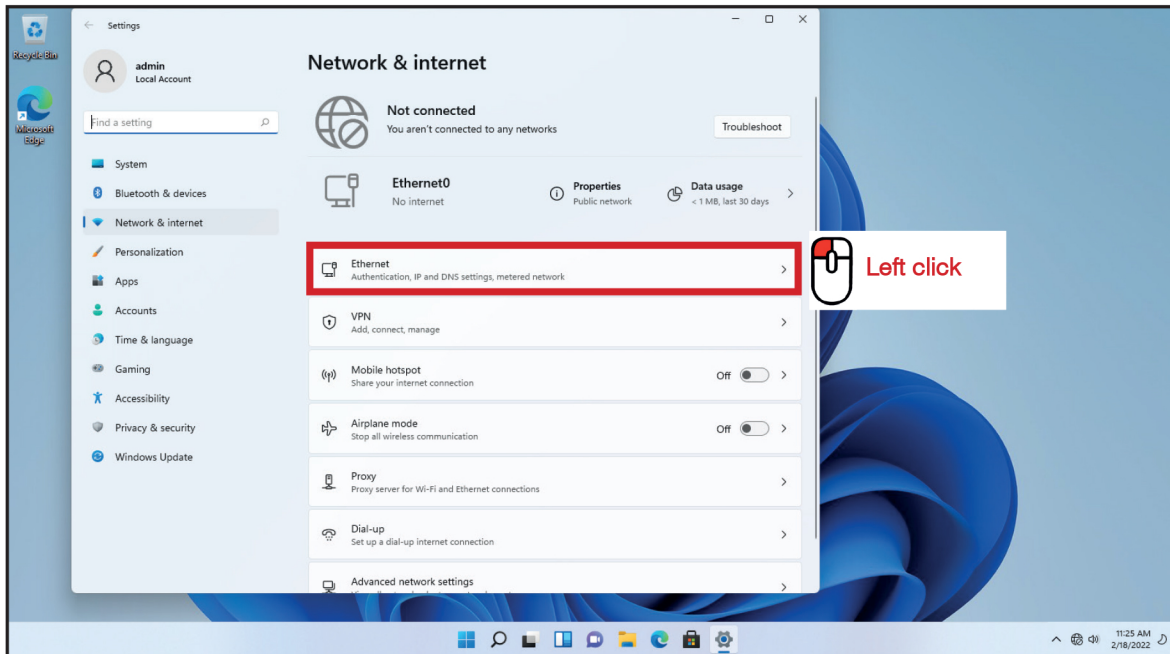 Recycle Bin
Microsoft
Edge
Settings
admin
Local Account
Find a setting
System
Bluetooth & devices
Network & internet
Personalization
Apps
Accounts
Time & language
Gaming
Accessibility
Privacy & security
Windows Update
Network & internet
Not connected
You aren't connected to any networks
Troubleshoot
Ethernet0
No internet
Properties
Public network
Data usage
< 1 MB, last 30 days
Ethernet
Authentication, IP and DNS settings, metered network
Left click
VPN
Add, connect, manage
Mobile hotspot
Share your internet connection
Off
Airplane mode
Stop all wireless communication
Off
Proxy
Proxy server for Wi-Fi and Ethernet connections
Dial-up
Set up a dial-up internet connection
Advanced network settings
11:25 AM
2/18/2022